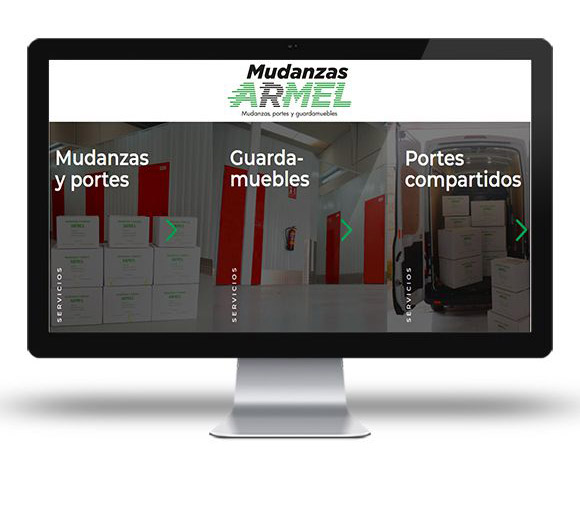 Mudanzas
ARMEL
Mudanzas, portes y guardamuebles
Mudanzas
y portes
Guarda-
muebles
Portes
compartidos
SERVICIOS
SERVICIOS
SERVICIOS